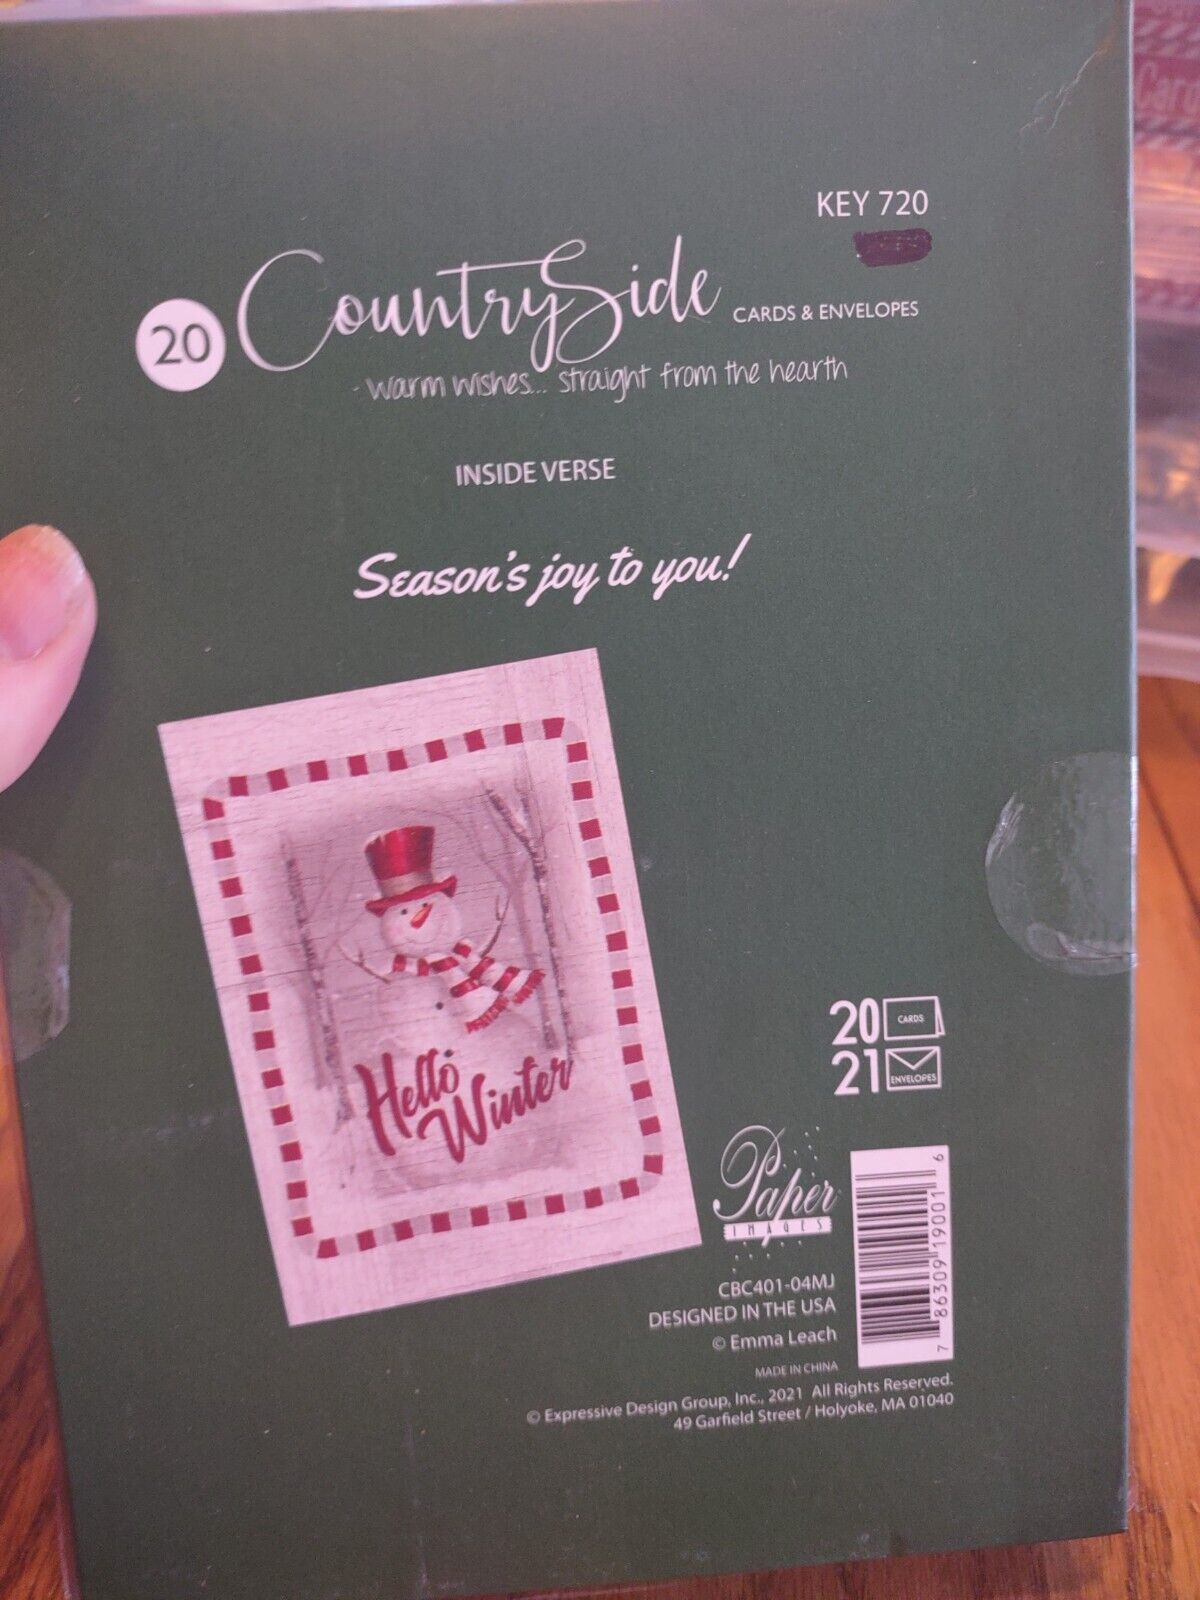 KEY 720
20
CountrySide
CARDS & ENVELOPES
warm wishes... straight from the hearth
INSIDE VERSE
Season's joy to you!
Hello
Winter
20 CARDS
21 ENVELOPES
Paper
IMAGES
7 86309 19001 6
CBC401-04MJ
DESIGNED IN THE USA
© Emma Leach
MADE IN CHINA
© Expressive Design Group, Inc., 2021 All Rights Reserved.
49 Garfield Street / Holyoke, MA 01040